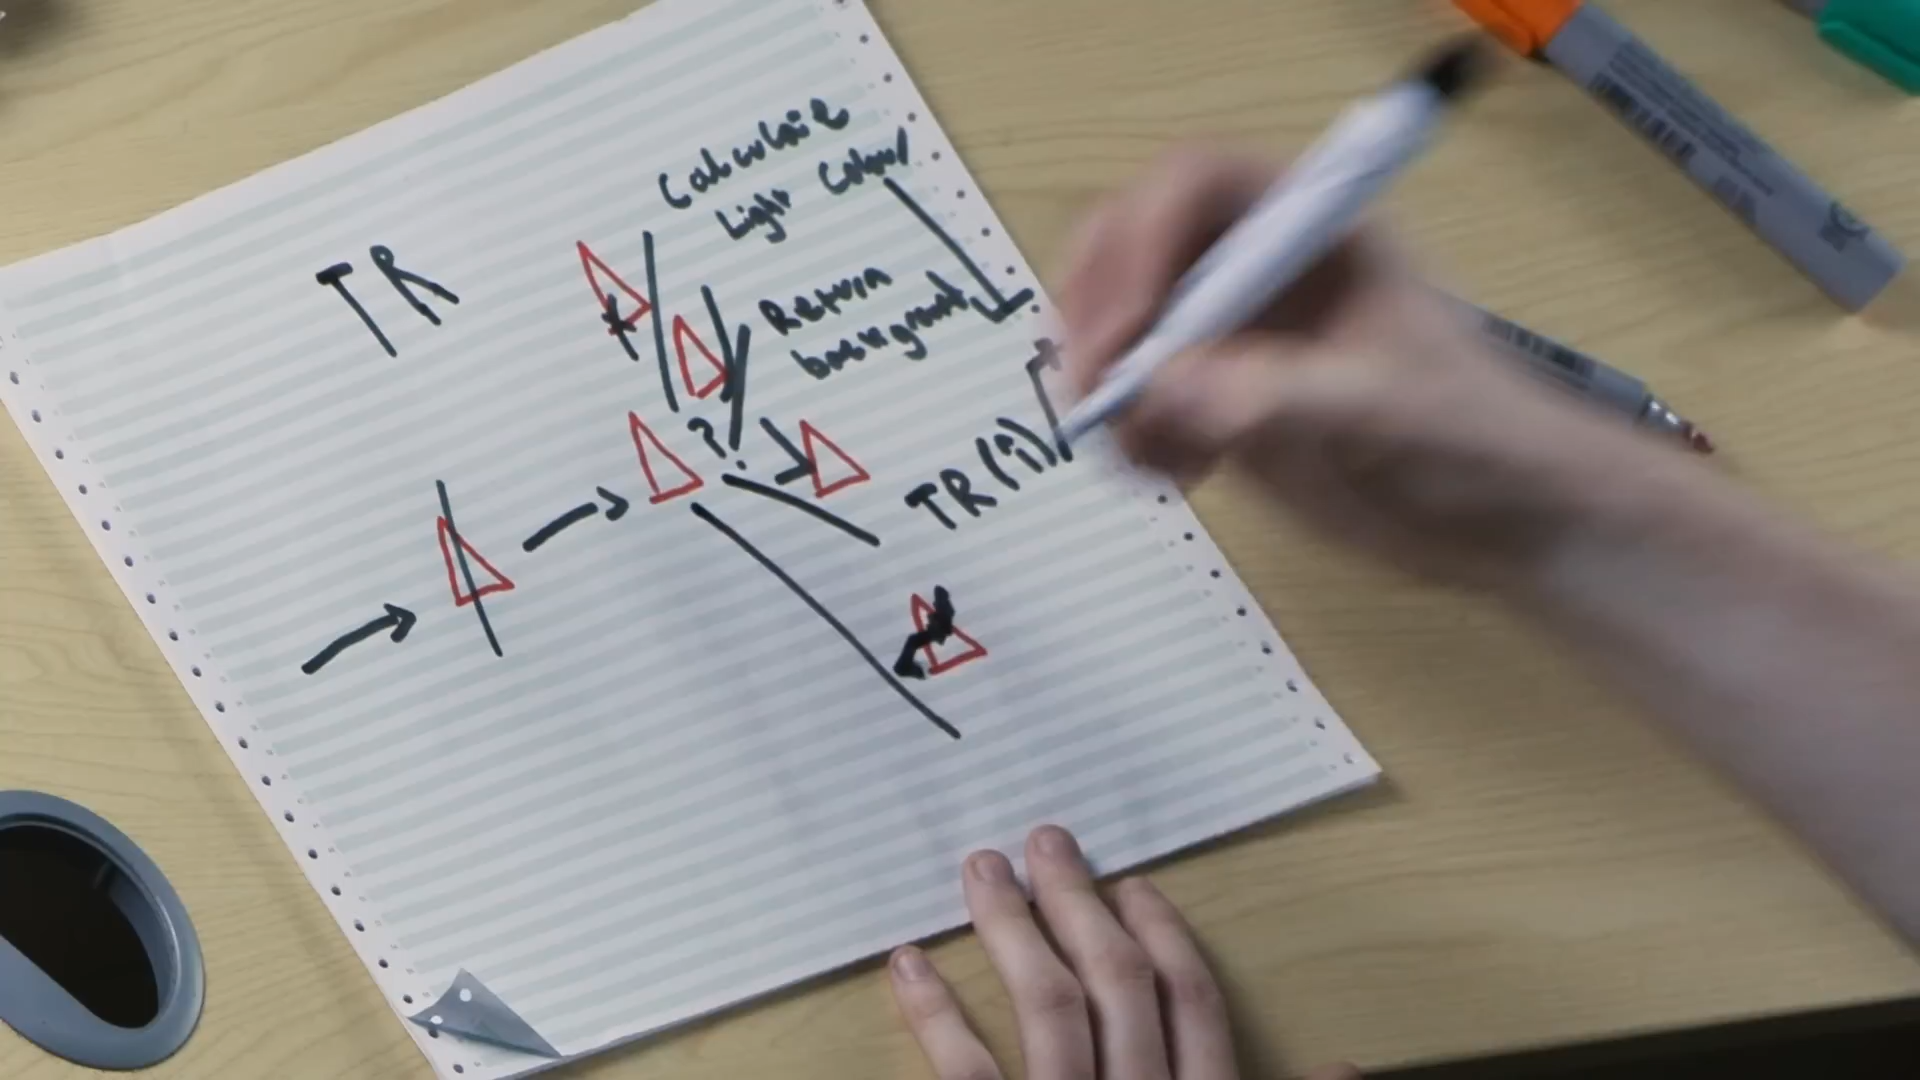 TR
Calculate
Light Colour
Return
background
?
TR(i)